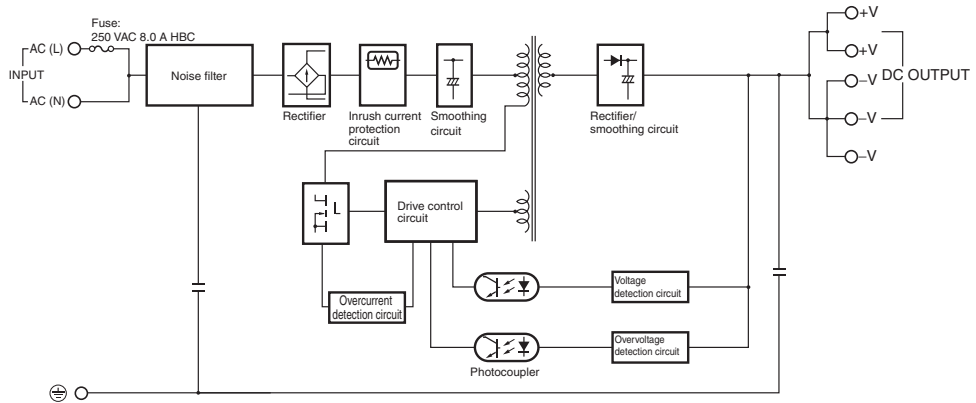 Fuse:
250 VAC 8.0 A HBC
AC (L)
INPUT
AC (N)
Noise filter
Rectifier
Inrush current
protection
circuit
Smoothing
circuit
Rectifier/
smoothing circuit
+V
+V
−V
DC OUTPUT
−V
−V
Drive control
circuit
Overcurrent
detection circuit
Voltage
detection circuit
Overvoltage
detection circuit
Photocoupler